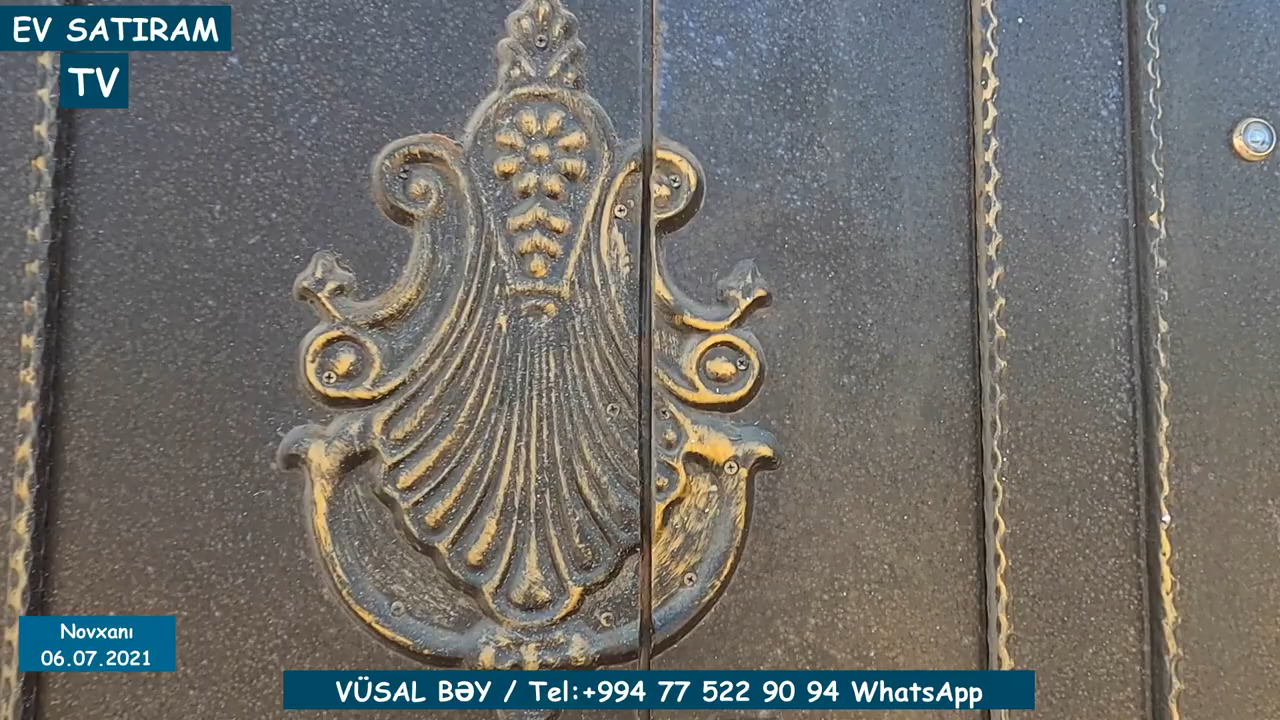 EV SATIRAM
TV
Novxanı
06.07.2021
VÜSAL BƏY / Tel:+994 77 522 90 94 WhatsApp